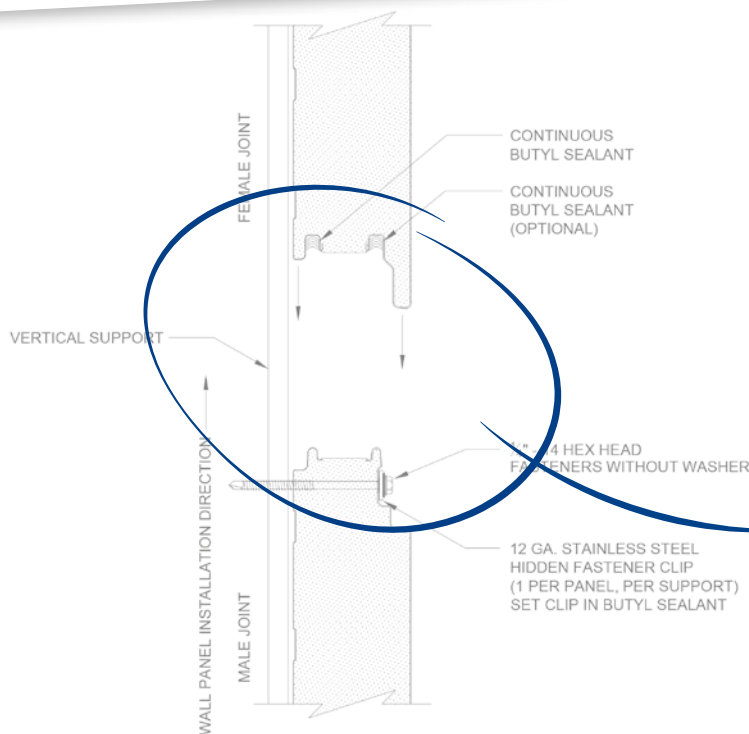 FEMALE JOINT
CONTINUOUS
BUTYL SEALANT
CONTINUOUS
BUTYL SEALANT
(OPTIONAL)
VERTICAL SUPPORT
WALL PANEL INSTALLATION DIRECTION
14 HEX HEAD
FASTENERS WITHOUT WASHER
12 GA. STAINLESS STEEL
HIDDEN FASTENER CLIP
(1 PER PANEL, PER SUPPORT)
SET CLIP IN BUTYL SEALANT
MALE JOINT